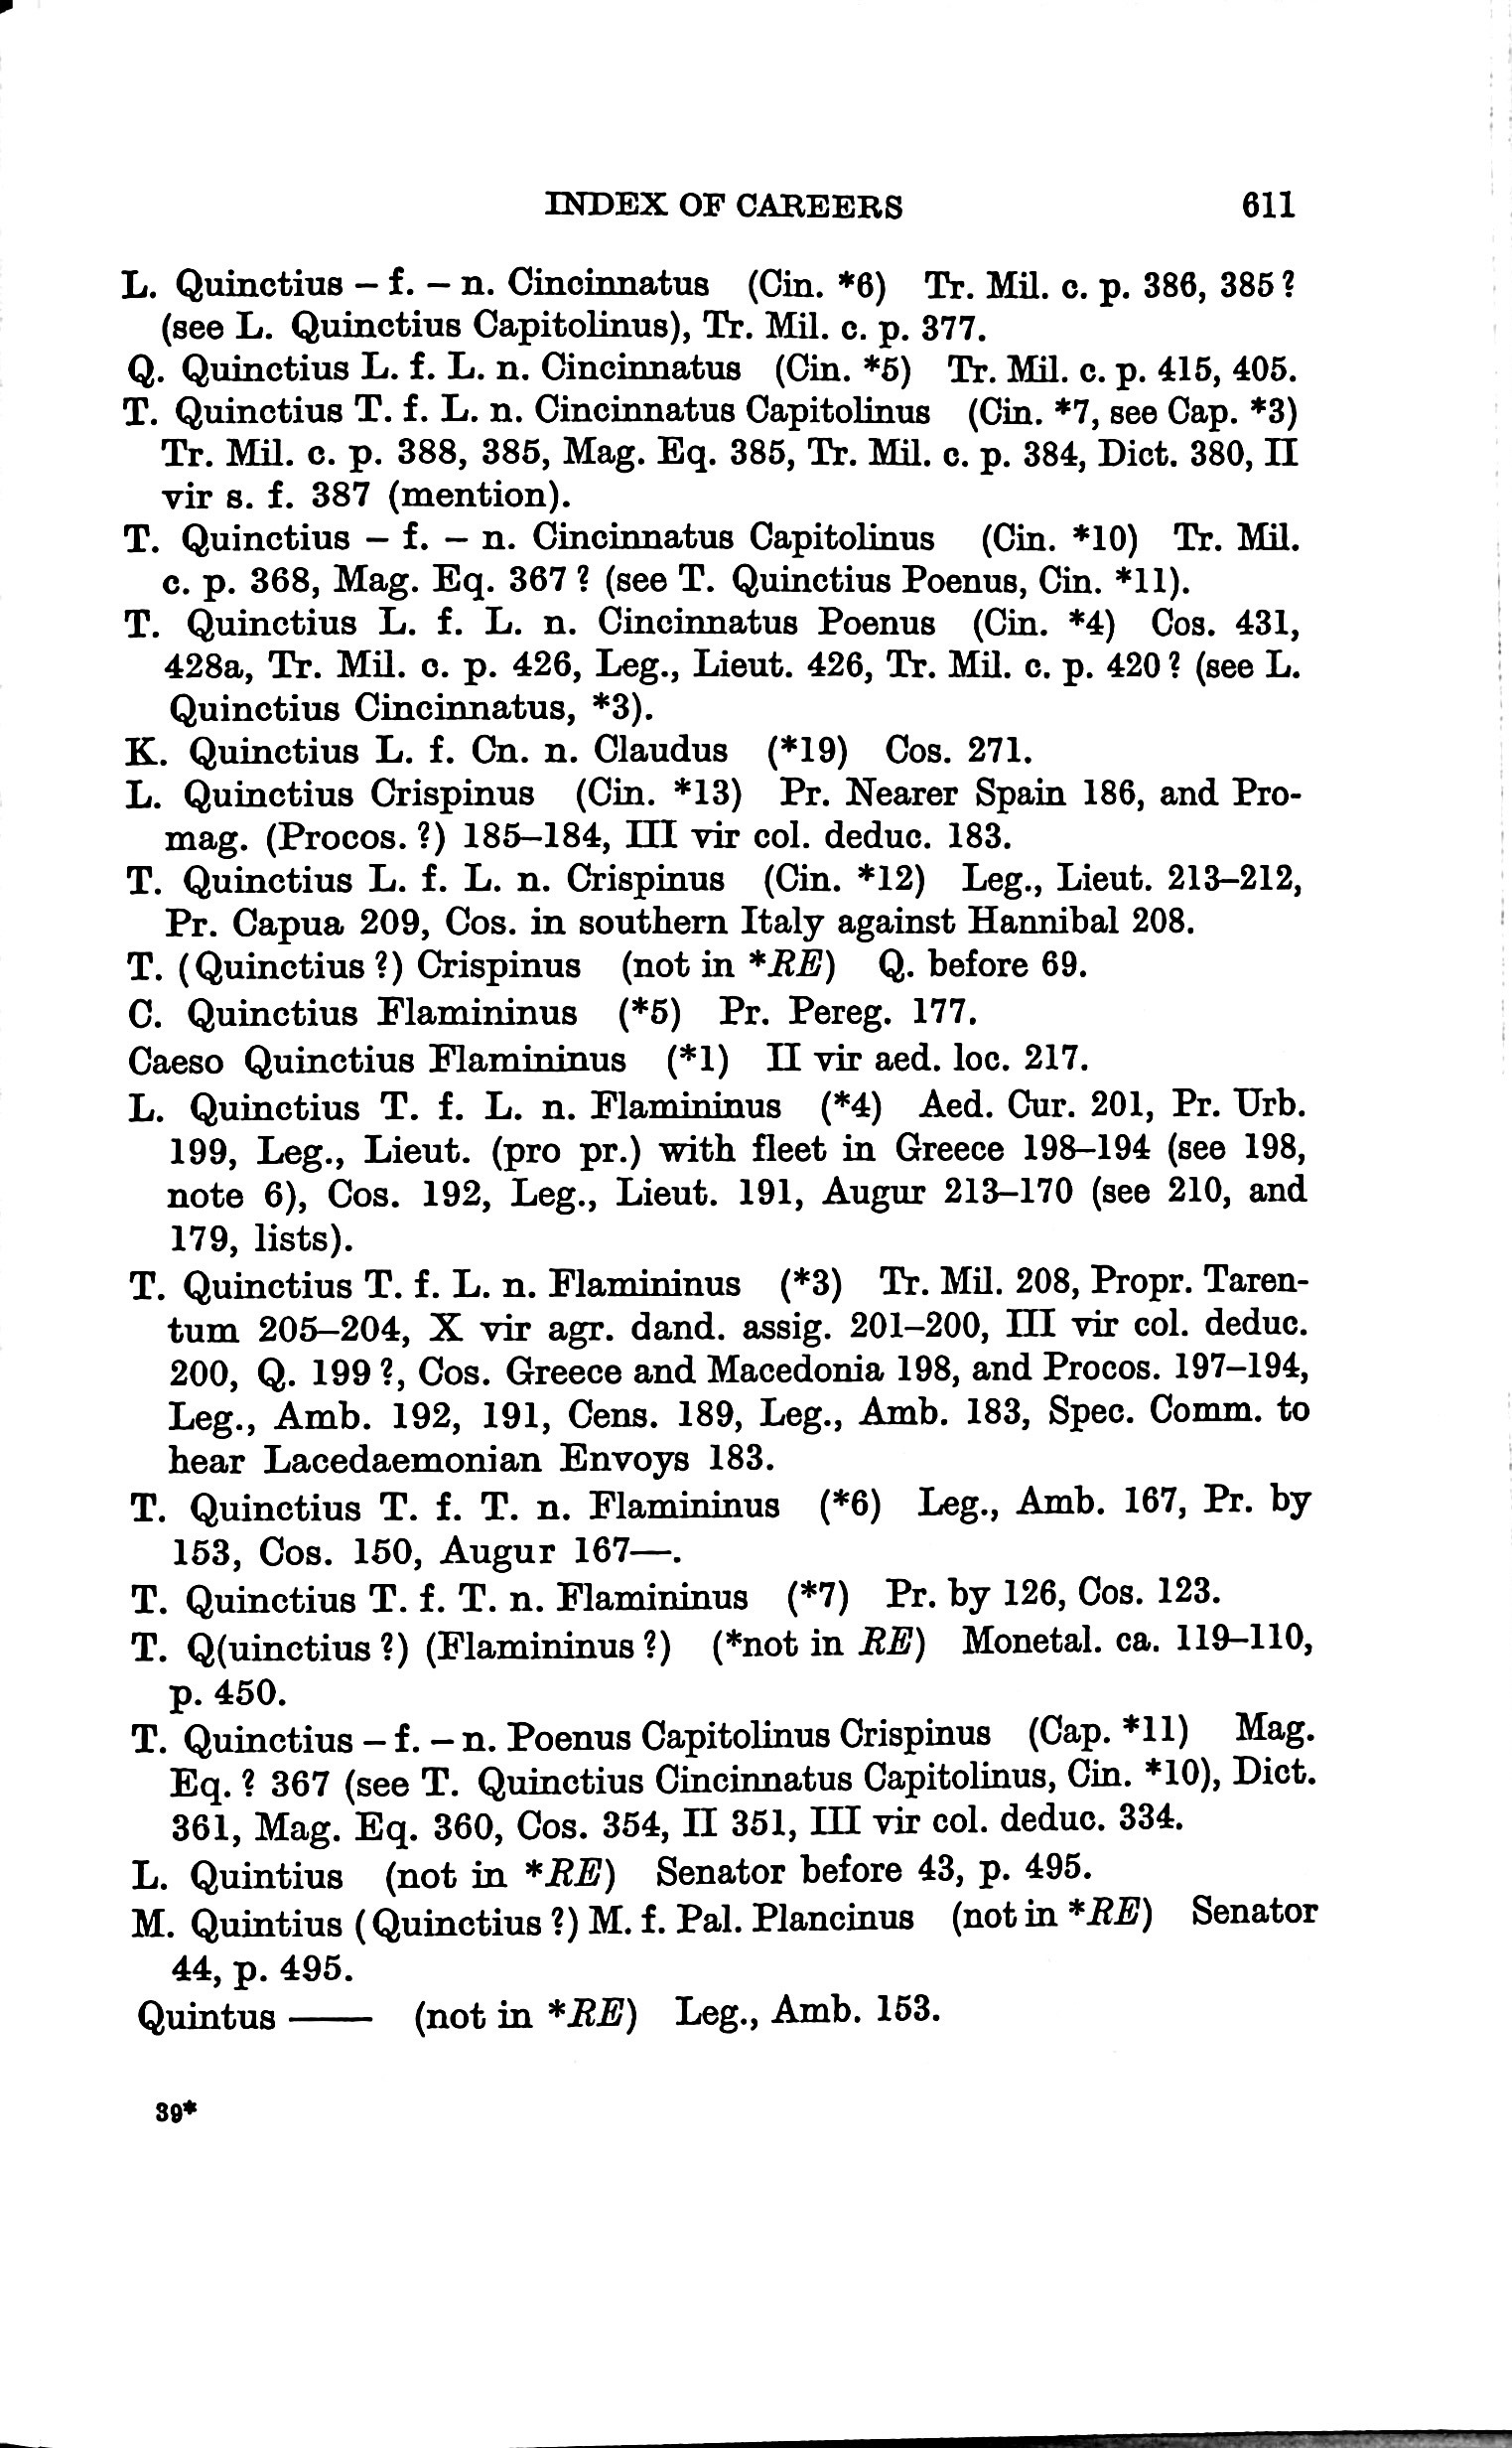 INDEX OF CAREERS 611
L. Quinctius – f. – n. Cincinnatus (Cin. *6) Tr. Mil. c. p. 386, 385?
(see L. Quinctius Capitolinus), Tr. Mil. c. p. 377.
Q. Quinctius L. f. L. n. Cincinnatus (Cin. *5) Tr. Mil. c. p. 415, 405.
T. Quinctius T. f. L. n. Cincinnatus Capitolinus (Cin. *7, see Cap. *3)
Tr. Mil. c. p. 388, 385, Mag. Eq. 385, Tr. Mil. c. p. 384, Dict. 380, II
vir s. f. 387 (mention).
T. Quinctius – f. – n. Cincinnatus Capitolinus (Cin. *10) Tr. Mil.
c. p. 368, Mag. Eq. 367? (see T. Quinctius Poenus, Cin. *11).
T. Quinctius L. f. L. n. Cincinnatus Poenus (Cin. *4) Cos. 431,
428a, Tr. Mil. c. p. 426, Leg., Lieut. 426, Tr. Mil. c. p. 420? (see L.
Quinctius Cincinnatus, *3).
K. Quinctius L. f. Cn. n. Claudus (*19) Cos. 271.
L. Quinctius Crispinus (Cin. *13) Pr. Nearer Spain 186, and Pro-
mag. (Procos. ?) 185–184, III vir col. deduc. 183.
T. Quinctius L. f. L. n. Crispinus (Cin. *12) Leg., Lieut. 213–212,
Pr. Capua 209, Cos. in southern Italy against Hannibal 208.
T. (Quinctius ?) Crispinus (not in *RE) Q. before 69.
C. Quinctius Flamininus (*5) Pr. Pereg. 177.
Caeso Quinctius Flamininus (*1) II vir aed. loc. 217.
L. Quinctius T. f. L. n. Flamininus (*4) Aed. Cur. 201, Pr. Urb.
199, Leg., Lieut. (pro pr.) with fleet in Greece 198–194 (see 198,
note 6), Cos. 192, Leg., Lieut. 191, Augur 213–170 (see 210, and
179, lists).
T. Quinctius T. f. L. n. Flamininus (*3) Tr. Mil. 208, Propr. Taren-
tum 205–204, X vir agr. dand. assig. 201–200, III vir col. deduc.
200, Q. 199?, Cos. Greece and Macedonia 198, and Procos. 197–194,
Leg., Amb. 192, 191, Cens. 189, Leg., Amb. 183, Spec. Comm. to
hear Lacedaemonian Envoys 183.
T. Quinctius T. f. T. n. Flamininus (*6) Leg., Amb. 167, Pr. by
153, Cos. 150, Augur 167—.
T. Quinctius T. f. T. n. Flamininus (*7) Pr. by 126, Cos. 123.
T. Q(uinctius ?) (Flamininus ?) (*not in RE) Monetal. ca. 119–110,
p. 450.
T. Quinctius – f. – n. Poenus Capitolinus Crispinus (Cap. *11) Mag.
Eq. ? 367 (see T. Quinctius Cincinnatus Capitolinus, Cin. *10), Dict.
361, Mag. Eq. 360, Cos. 354, II 351, III vir col. deduc. 334.
L. Quintius (not in *RE) Senator before 43, p. 495.
M. Quintius (Quinctius ?) M. f. Pal. Plancinus (not in *RE) Senator
44, p. 495.
Quintus —— (not in *RE) Leg., Amb. 153.
39*